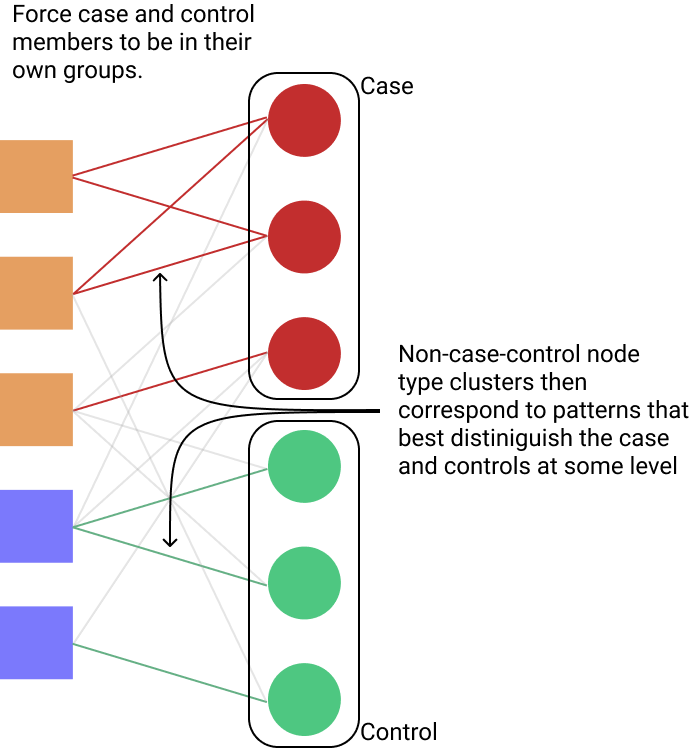 Force case and control
members to be in their
own groups.
Case
Non-case-control node
type clusters then
correspond to patterns that
best distiniguish the case
and controls at some level
Control